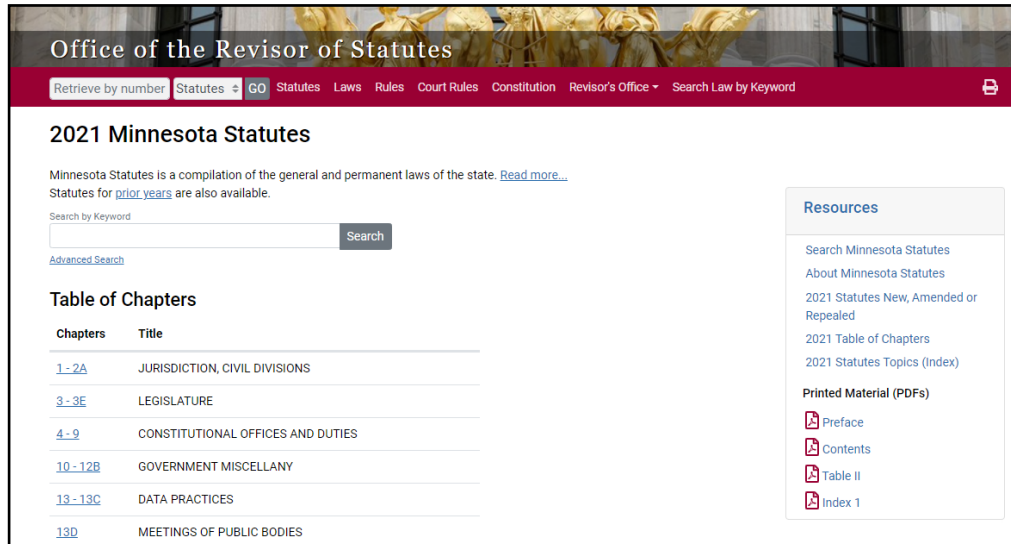 Office of the Revisor of Statutes
Retrieve by number Statutes GO Statutes Laws Rules Court Rules Constitution Revisor's Office Search Law by Keyword
2021 Minnesota Statutes
Minnesota Statutes is a compilation of the general and permanent laws of the state. Read more...
Statutes for prior years are also available.
Search by Keyword
Search
Advanced Search
Table of Chapters
Chapters Title
1 - 2A JURISDICTION, CIVIL DIVISIONS
3 - 3E LEGISLATURE
4 - 9 CONSTITUTIONAL OFFICES AND DUTIES
10 - 12B GOVERNMENT MISCELLANY
13 - 13C DATA PRACTICES
13D MEETINGS OF PUBLIC BODIES
Resources
Search Minnesota Statutes
About Minnesota Statutes
2021 Statutes New, Amended or
Repealed
2021 Table of Chapters
2021 Statutes Topics (Index)
Printed Material (PDFs)
Preface
Contents
Table II
Index 1